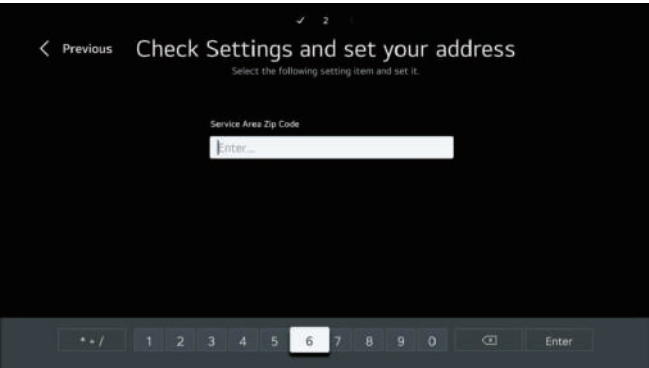 ✓ 2
Previous
Check Settings and set your address
Select the following setting item and set it.
Service Area Zip Code
Enter...
* + / 1 2 3 4 5 6 7 8 9 0 Enter